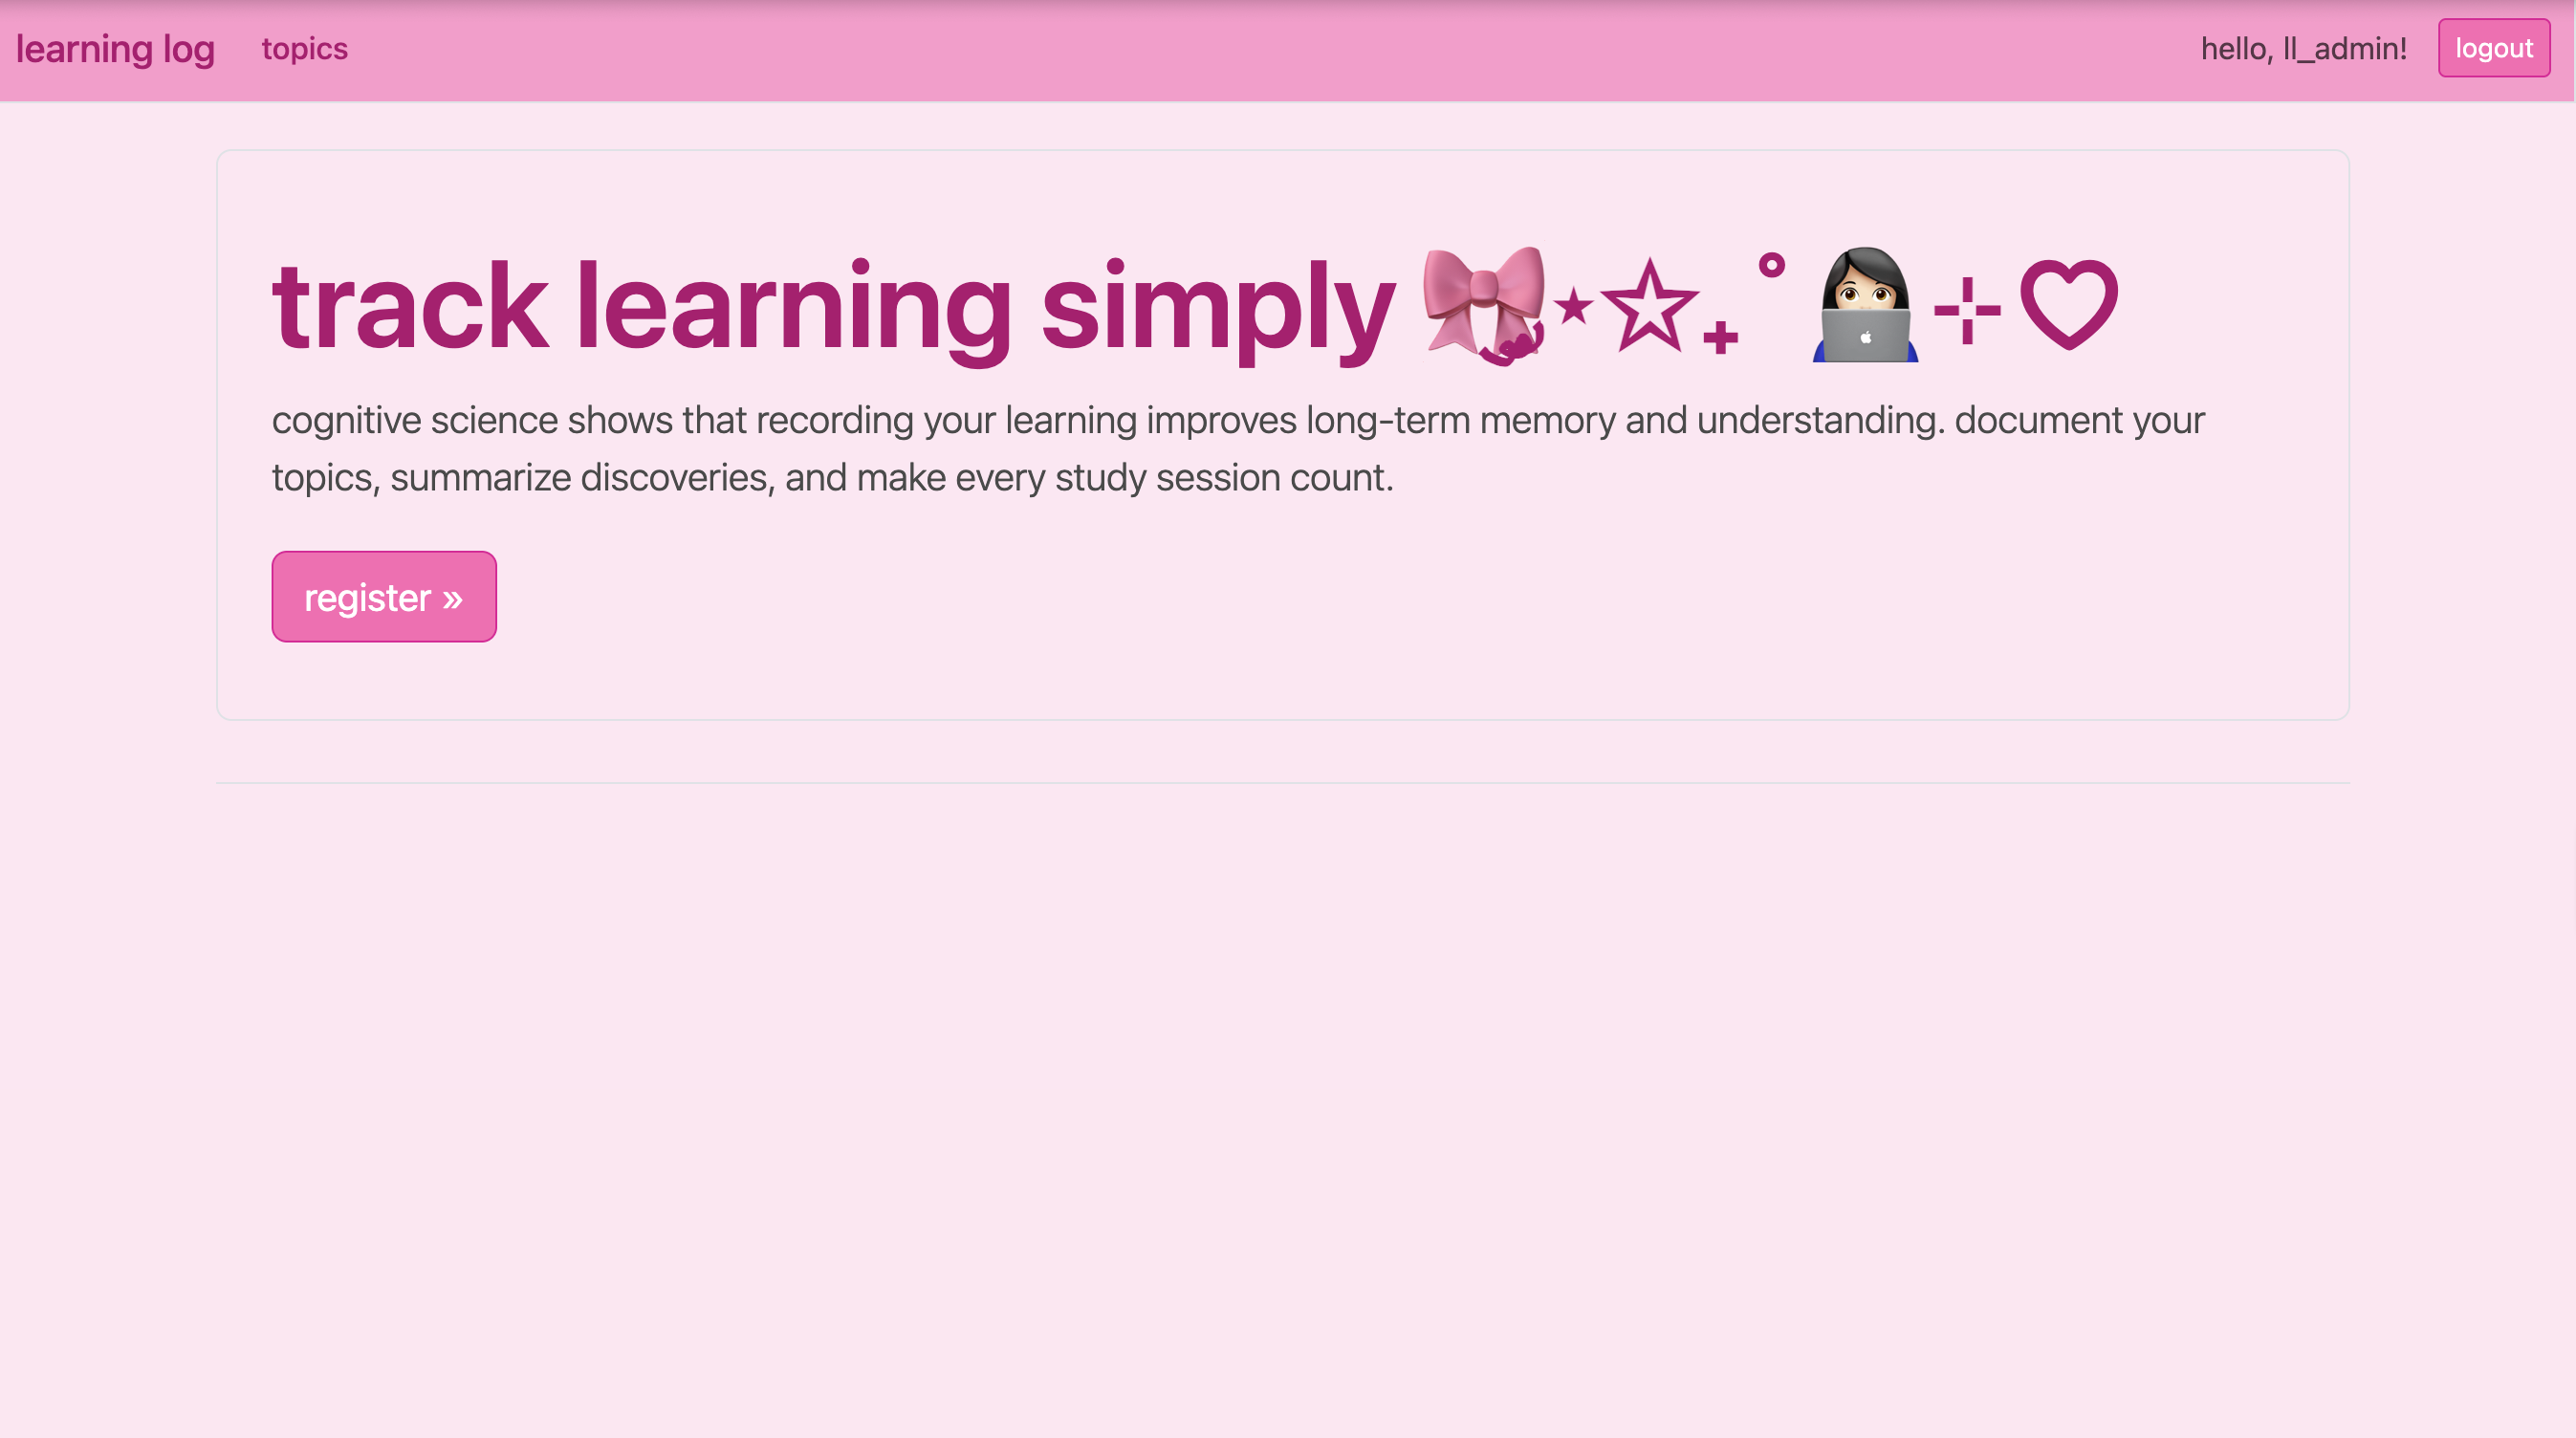 learning log topics hello, ll_admin! logout
track learning simply 🎀⋆☆₊˚👩🏻‍💻⊹♡
cognitive science shows that recording your learning improves long-term memory and understanding. document your
topics, summarize discoveries, and make every study session count.
register »